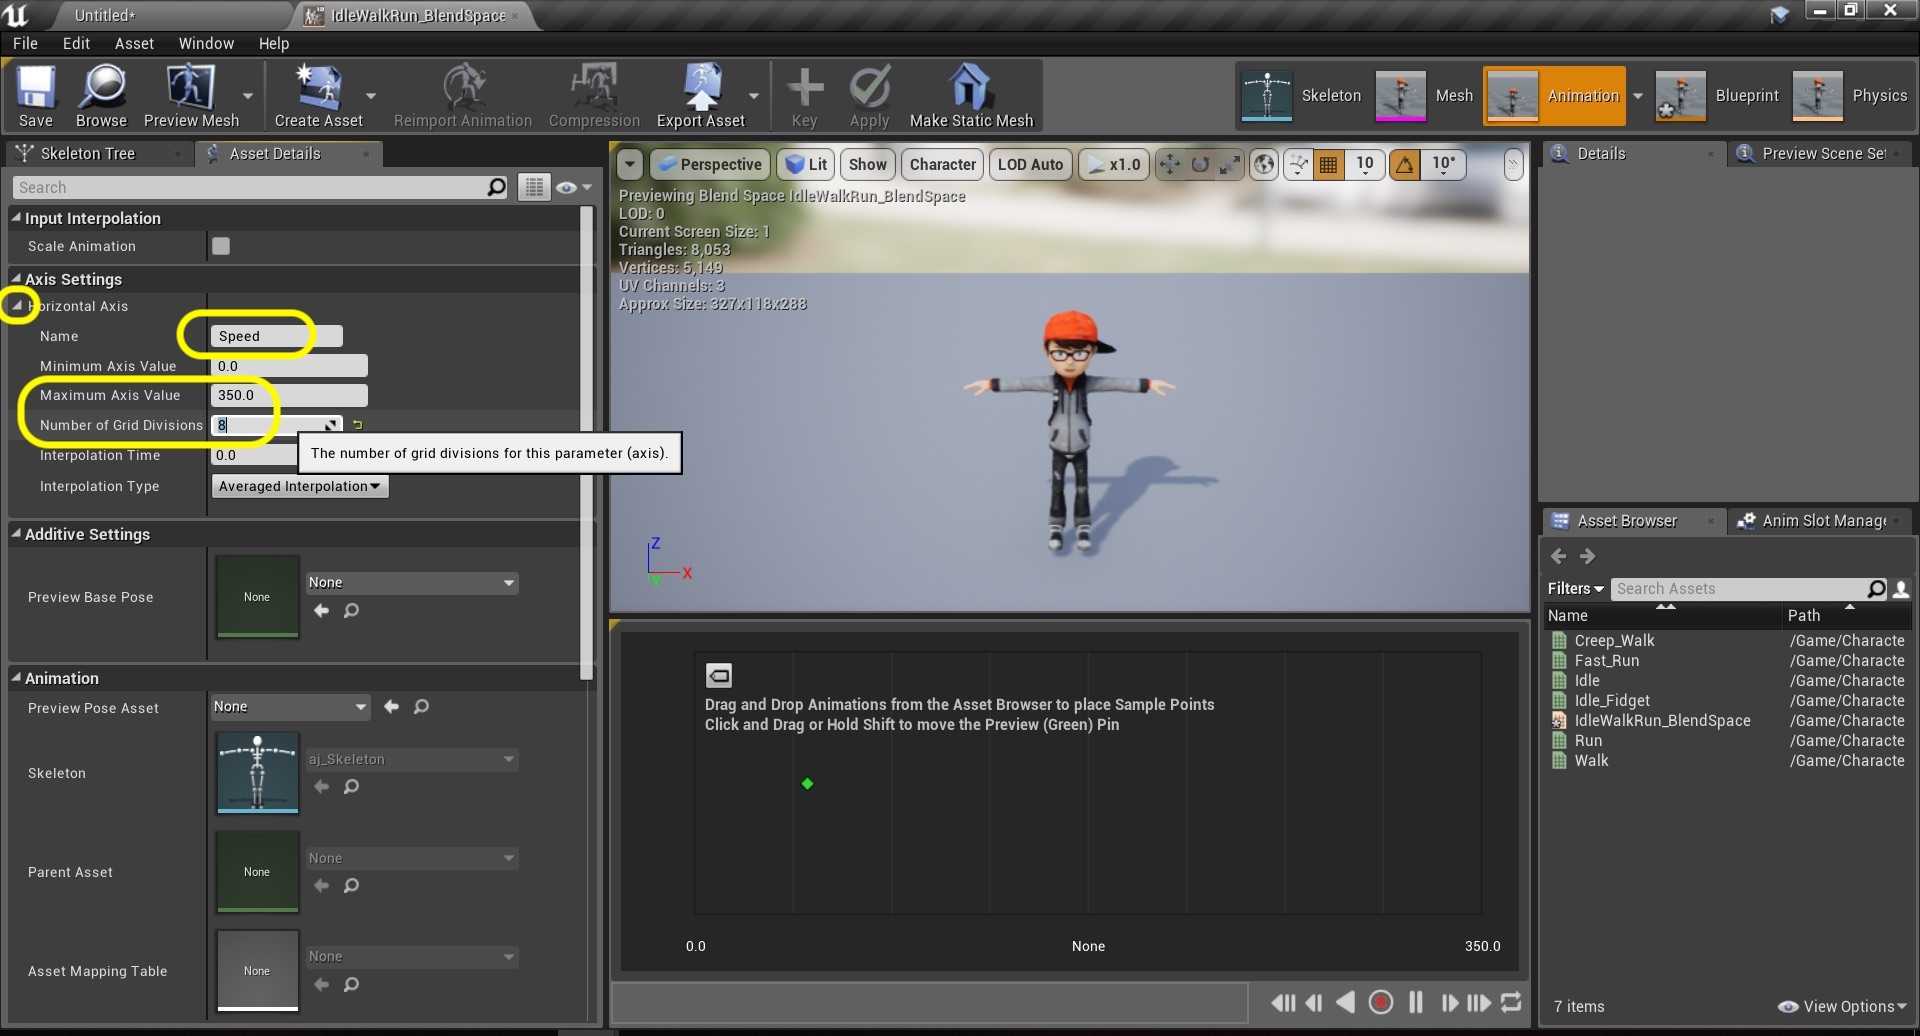 Untitled*
IdleWalkRun_BlendSpace
File Edit Asset Window Help
Save Browse Preview Mesh Create Asset Reimport Animation Compression Export Asset Key Apply Make Static Mesh
Skeleton Mesh Animation Blueprint Physics
Skeleton Tree
Asset Details
Search
Input Interpolation
Scale Animation
Axis Settings
Horizontal Axis
Name Speed
Minimum Axis Value 0.0
Maximum Axis Value 350.0
Number of Grid Divisions 8
The number of grid divisions for this parameter (axis).
Interpolation Time 0.0
Interpolation Type Averaged Interpolation
Additive Settings
Preview Base Pose None None
Animation
Preview Pose Asset None
Skeleton aj_Skeleton
Parent Asset None None
Asset Mapping Table None None
Perspective Lit Show Character LOD Auto x1.0 10 10°
Previewing Blend Space IdleWalkRun_BlendSpace
LOD: 0
Current Screen Size: 1
Triangles: 8,053
Vertices: 5,149
UV Channels: 3
Approx Size: 327x118x288
Z
X
Y
Drag and Drop Animations from the Asset Browser to place Sample Points
Click and Drag or Hold Shift to move the Preview (Green) Pin
0.0 None 350.0
Details
Preview Scene Set
Asset Browser
Anim Slot Manage
Filters Search Assets
Name Path
Creep_Walk /Game/Characte
Fast_Run /Game/Characte
Idle /Game/Characte
Idle_Fidget /Game/Characte
IdleWalkRun_BlendSpace /Game/Characte
Run /Game/Characte
Walk /Game/Characte
7 items View Options